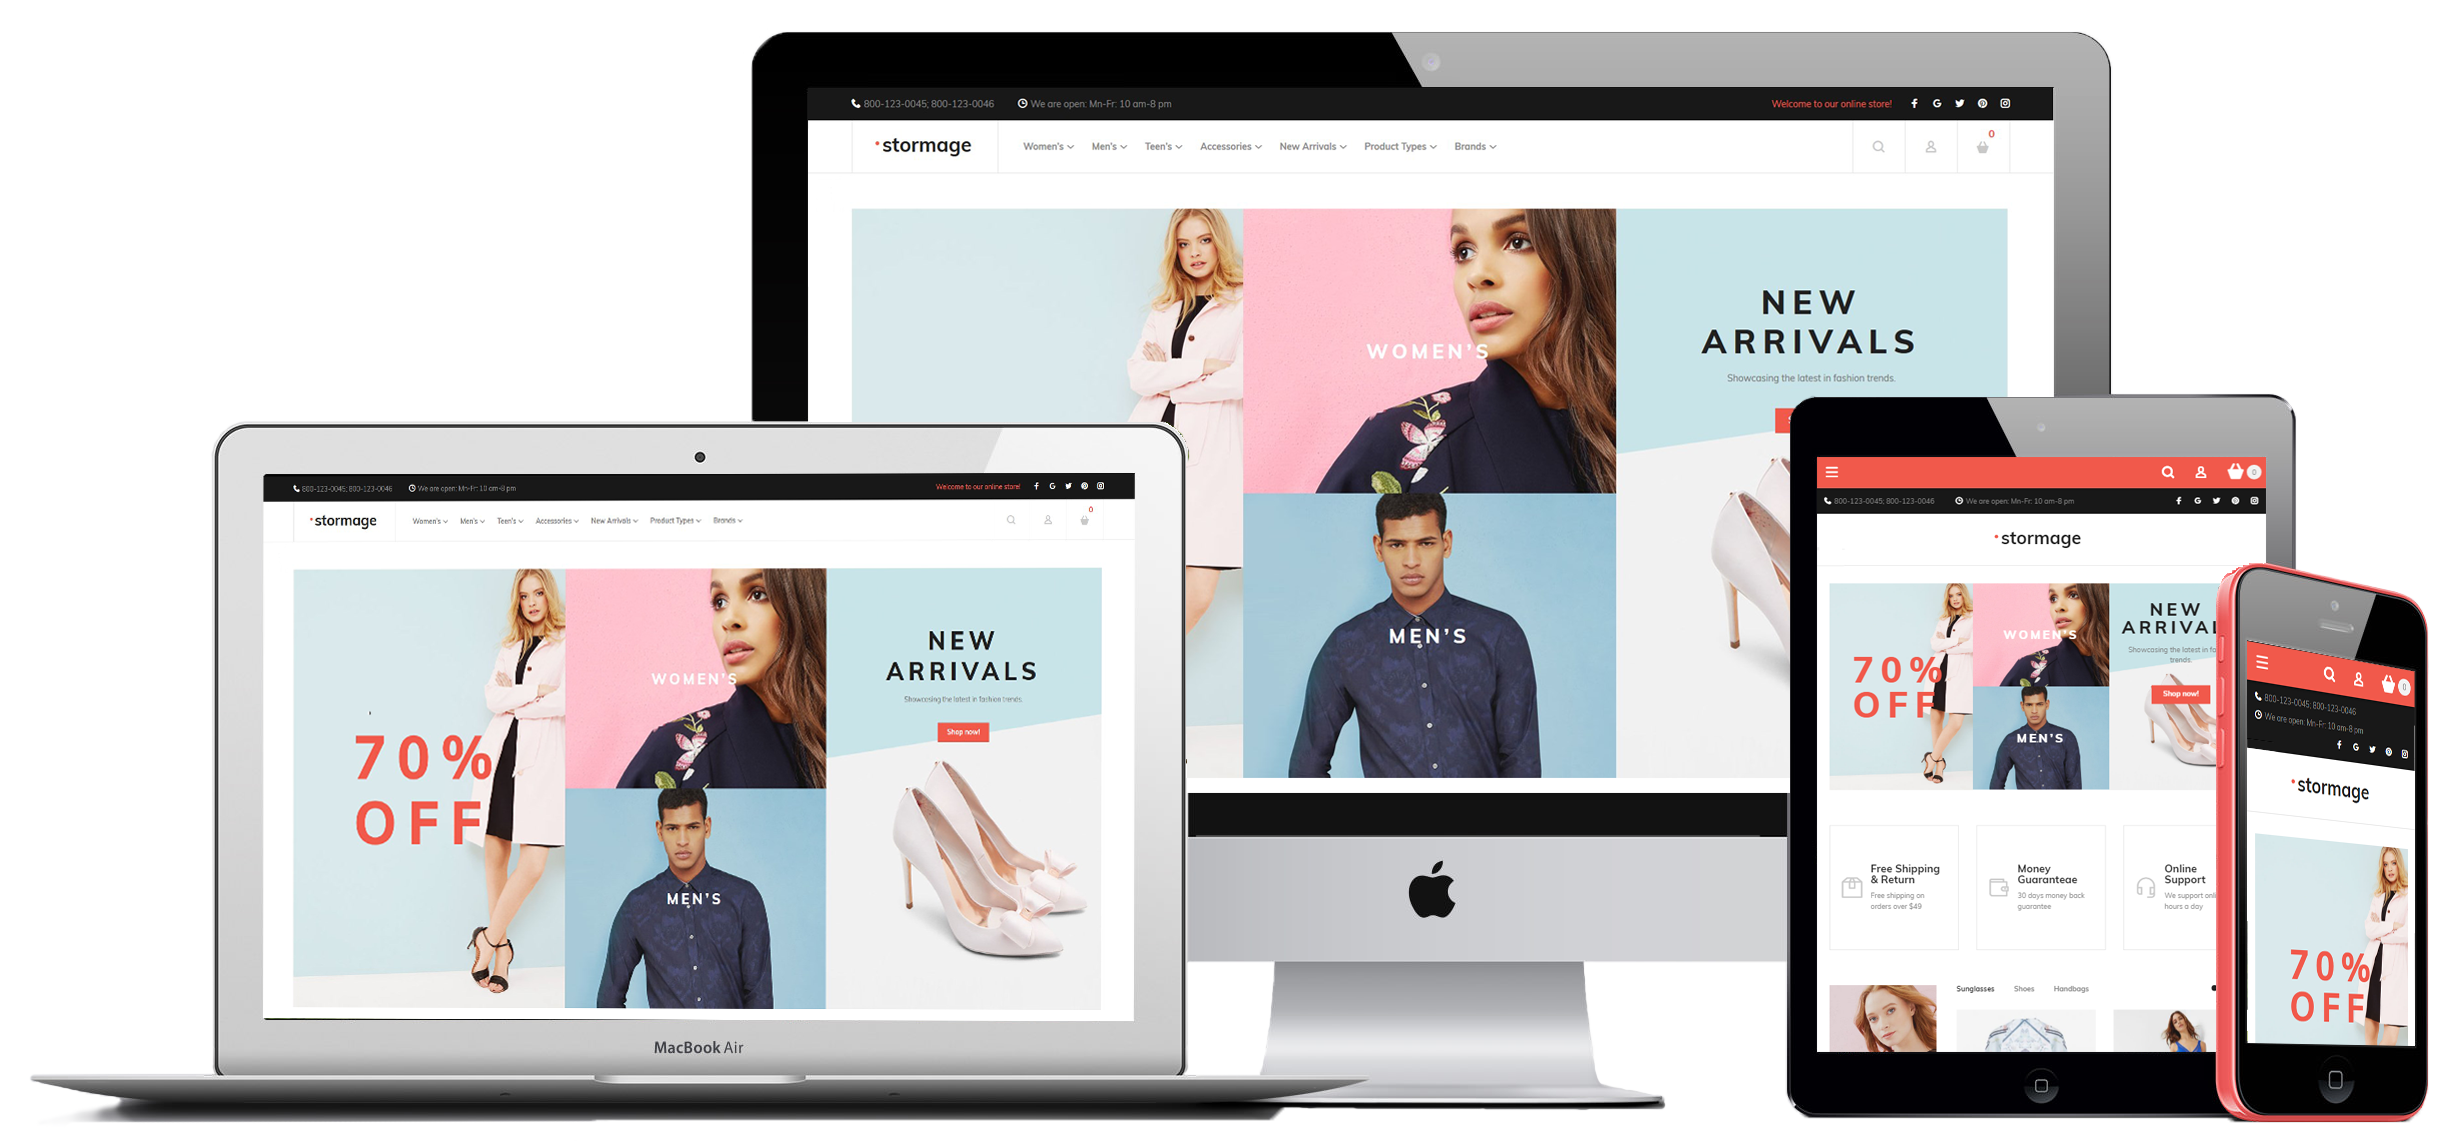 800-123-0045; 800-123-0046 We are open: Mn-Fr: 10 am-8 pm Welcome to our online store!
stormage Women's Men's Teen's Accessories New Arrivals Product Types Brands 0
WOMEN'S
NEW
ARRIVALS
Showcasing the latest in fashion trends.
MEN'S
800-123-0045; 800-123-0046 We are open: Mn-Fr: 10 am-8 pm Welcome to our online store!
stormage Women's Men's Teen's Accessories New Arrivals Product Types Brands 0
70%
OFF
WOMEN'S
MEN'S
NEW
ARRIVALS
Showcasing the latest in fashion trends.
Shop now!
MacBook Air
0
800-123-0045; 800-123-0046 We are open: Mn-Fr: 10 am-8 pm
stormage
70%
OFF
WOMEN'S
MEN'S
NEW
ARRIVAL
Showcasing the latest in fa
trends.
Shop now!
Free Shipping
& Return
Free shipping on
orders over $49
Money
Guaranteae
30 days money back
guarantee
Online
Support
We support onli
hours a day
Sunglasses Shoes Handbags
0
800-123-0045; 800-123-0046
We are open: Mn-Fr: 10 am-8 pm
stormage
70%
OFF